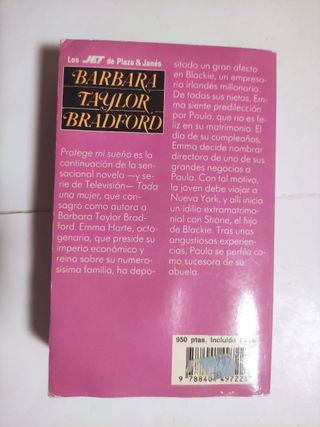 Los JET de Plaza & Janés
BARBARA
TAYLOR
BRADFORD
Protege mi sueño es la
continuación de la sen-
sacional novela —y se-
rie de Televisión— Toda
una mujer, que con-
sagró como autora a
Barbara Taylor Brad-
ford. Emma Harte, oc-
togenaria, que preside su
imperio económico y
reina sobre su numero-
sísima familia, ha depo-
sitado un gran afecto
en Blackie, un empresa-
rio irlandés millonario.
De todas sus nietas, Em-
ma siente predilección
por Paula, que no es fe-
liz en su matrimonio. El
día de su cumpleaños,
Emma decide nombrar
directora de uno de sus
grandes negocios a
Paula. Con tal motivo,
la joven debe viajar a
Nueva York, y allí inicia
un idilio extramatrimo-
nial con Shane, el hijo
de Blackie. Tras unas
angustiosas experien-
cias, Paula se perfila co-
mo sucesora de su
abuela.
950 ptas. Incluido